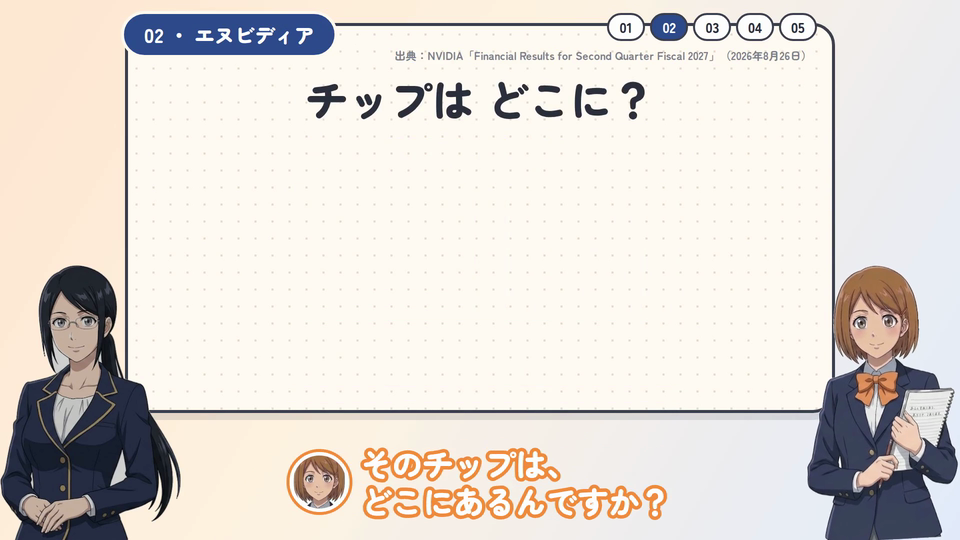 02・エヌビディア
01 02 03 04 05
出典：NVIDIA「Financial Results for Second Quarter Fiscal 2027」（2026年8月26日）
チップは どこに？
そのチップは、
どこにあるんですか？